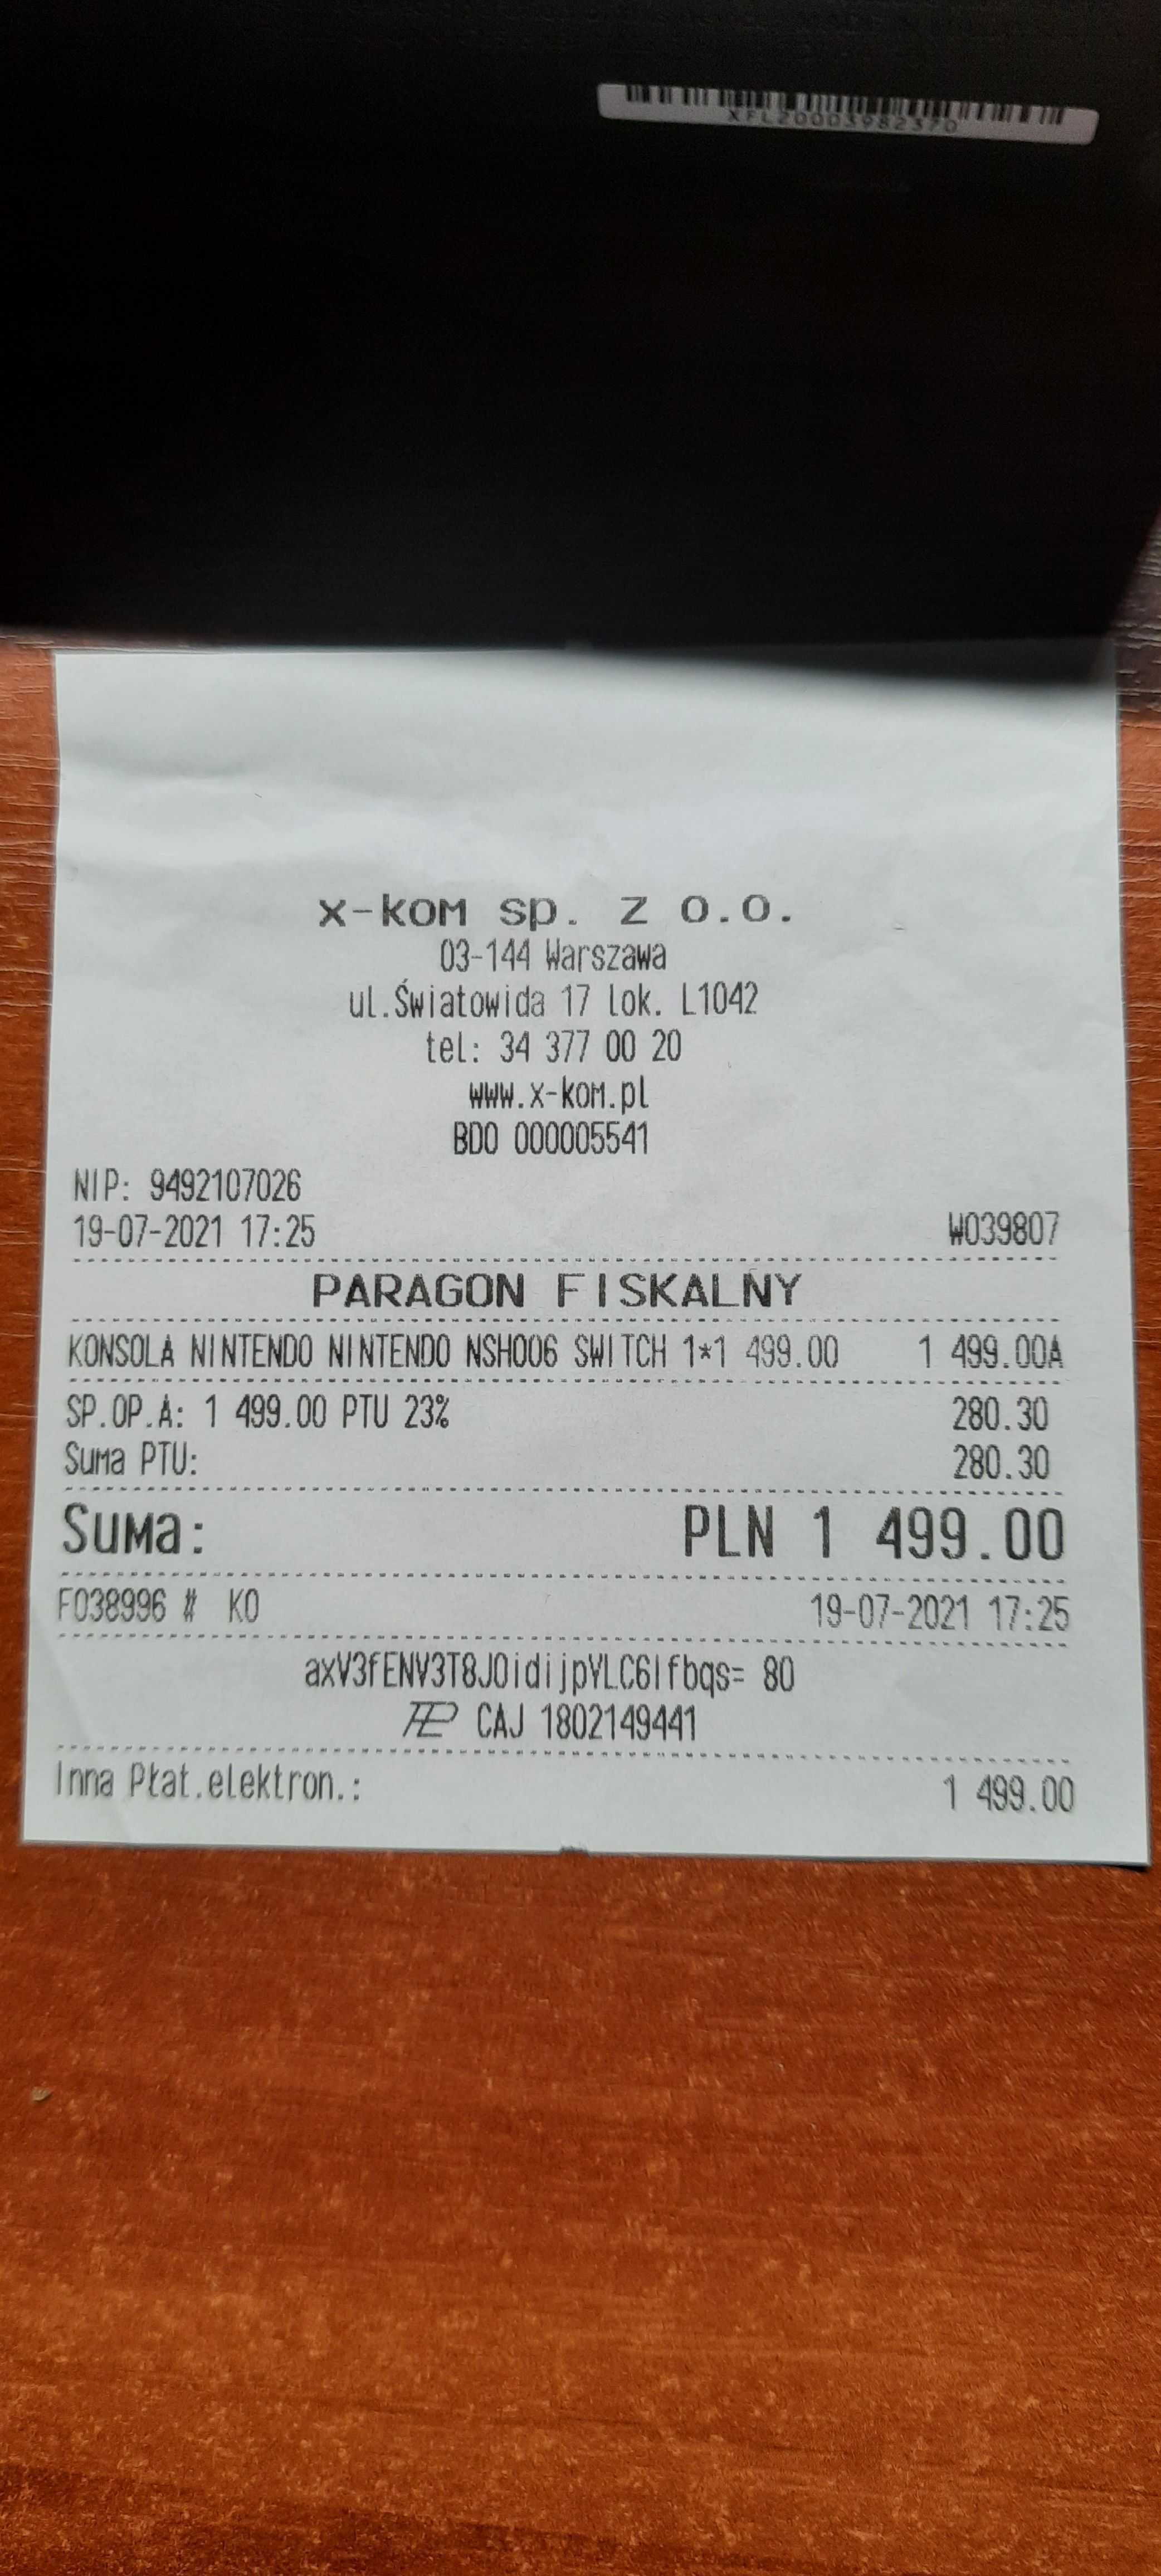 XFL20003982370
x-kom sp. z o.o.
03-144 Warszawa
ul.Światowida 17 lok. L1042
tel: 34 377 00 20
www.x-kom.pl
BDO 000005541
NIP: 9492107026
19-07-2021 17:25 W039807
PARAGON FISKALNY
KONSOLA NINTENDO NINTENDO NSH006 SWITCH 1*1 499.00 1 499.00A
SP.OP.A: 1 499.00 PTU 23% 280.30
Suma PTU: 280.30
Suma: PLN 1 499.00
F038996 # K0 19-07-2021 17:25
axV3fENV3T8J0idijpYLC6Ifbqs= 80
CAJ 1802149441
Inna Płat.elektron.: 1 499.00